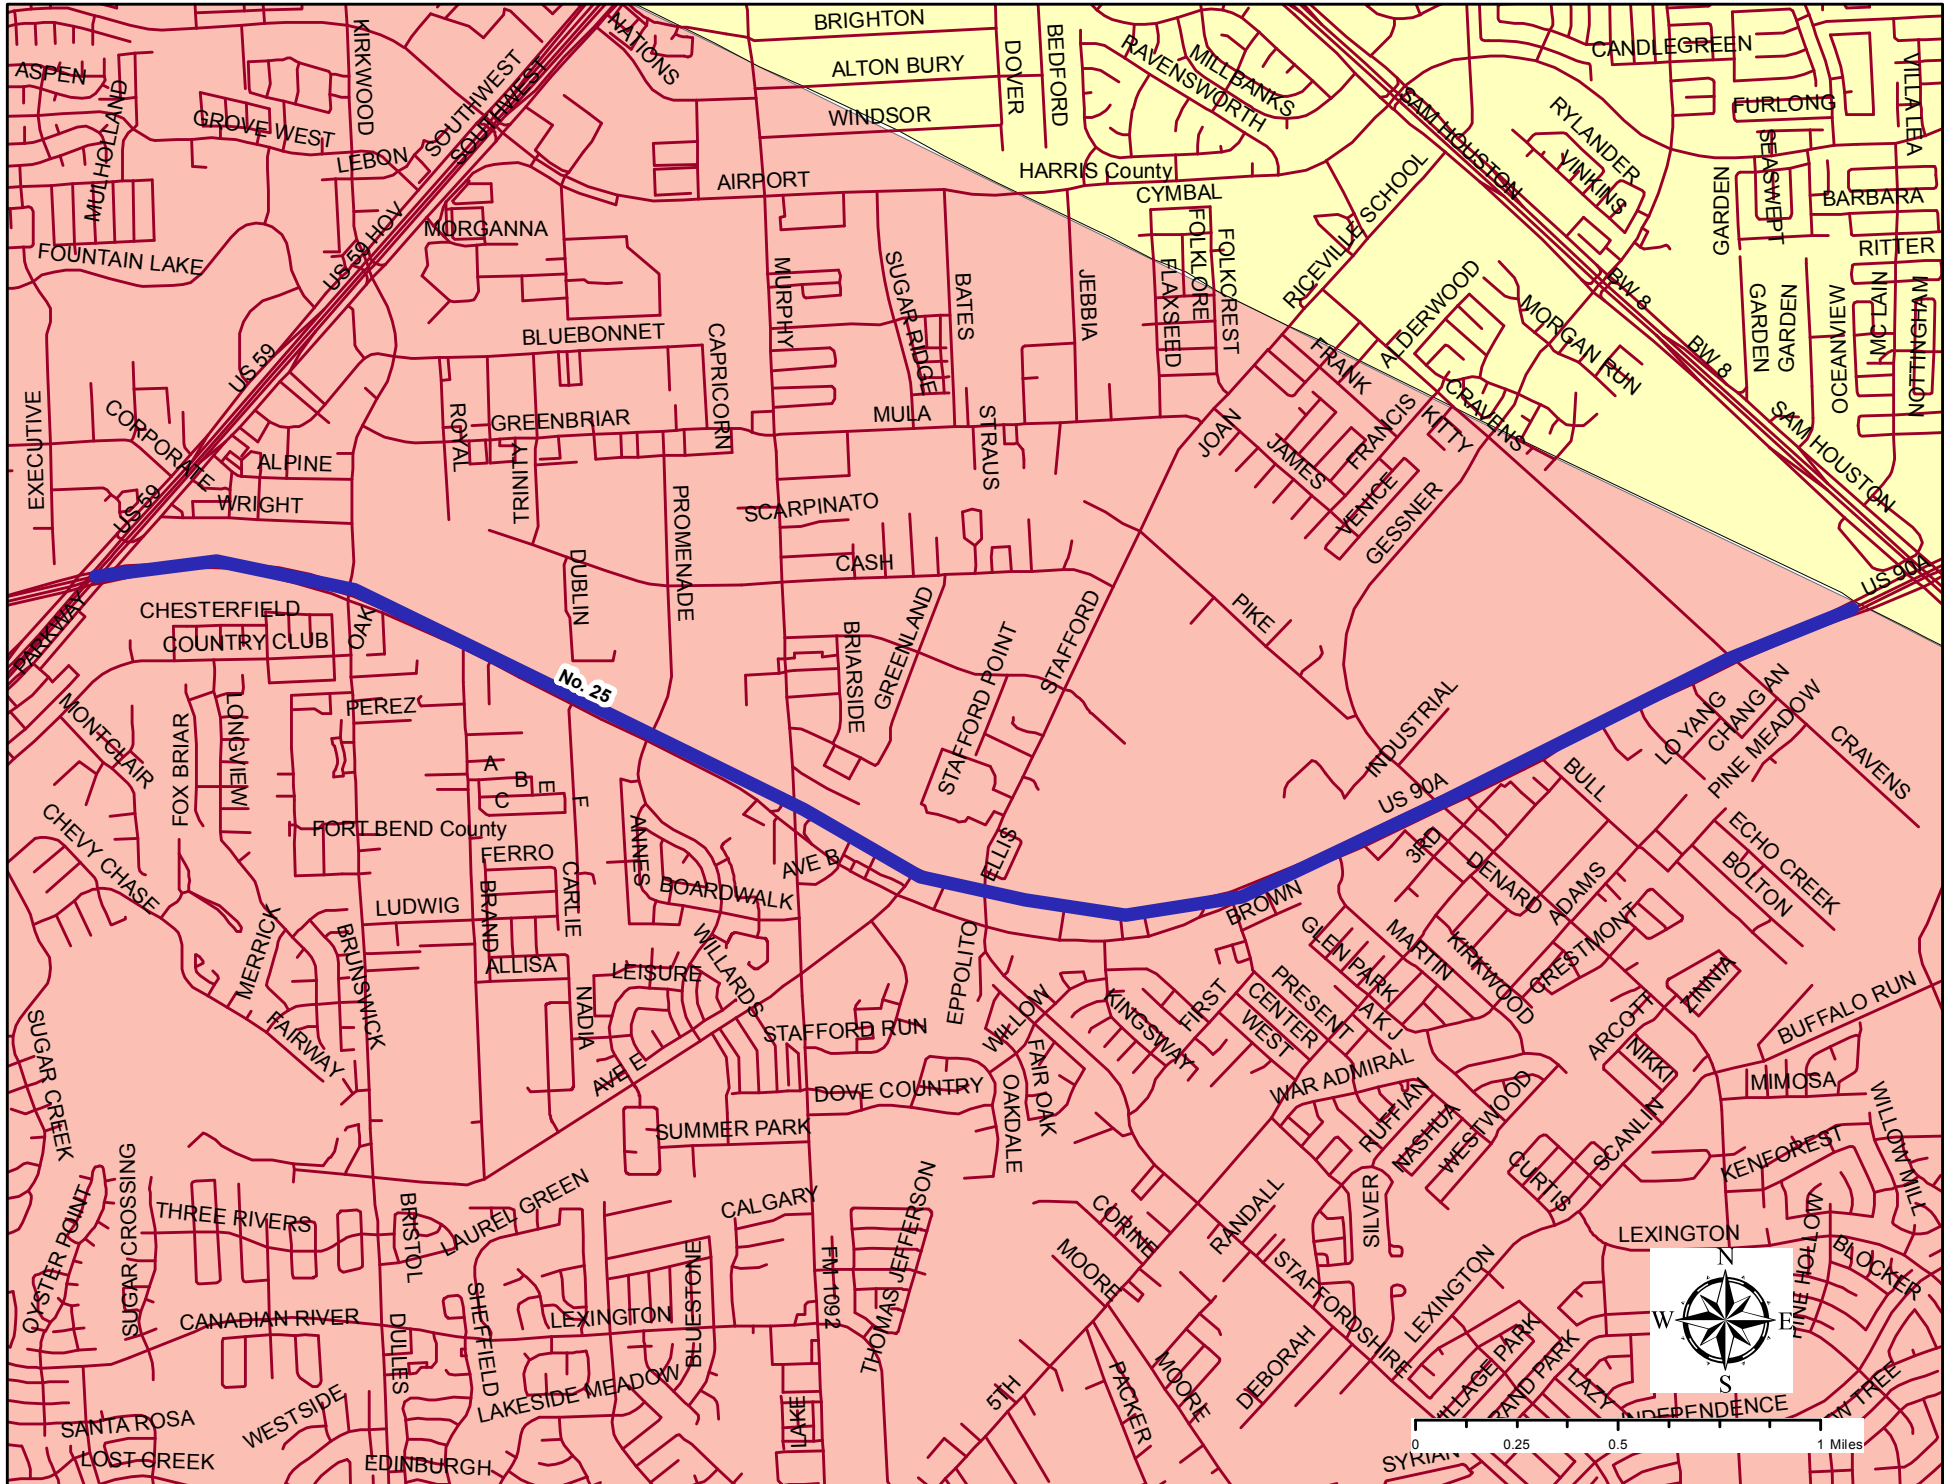 BRIGHTON
NATIONS
KIRKWOOD
ALTON BURY
DOVER
BEDFORD
RAVENSWORTH
MILLBANKS
CANDLEGREEN
VILLA LEA
ASPEN
MULHOLLAND
GROVE WEST
LEBON
SOUTHWEST
SOUTHWEST
WINDSOR
SAM HOUSTON
RYLANDER
YINKINS
FURLONG
SEASWEPT
AIRPORT
HARRIS County
CYMBAL
RICEVILLE SCHOOL
GARDEN
BARBARA
RITTER
FOUNTAIN LAKE
US 59 HOV
MORGANNA
MURPHY
SUGAR RIDGE
BATES
JEBBIA
FLAXSEED
FOLKLORE
FOLKCREST
ALDERWOOD
MORGAN RUN
BW 8
BW 8
GARDEN
GARDEN
OCEANVIEW
MC LAIN
NOTTINGHAM
US 59
BLUEBONNET
CAPRICORN
FRANK
CRAVENS
KITTY
SAM HOUSTON
EXECUTIVE
CORPORATE
ALPINE
WRIGHT
US 59
ROYAL
GREENBRIAR
TRINITY
MULA
STRAUS
JOAN
JAMES
FRANCIS
VENICE
GESSNER
PROMENADE
SCARPINATO
CASH
DUBLIN
US 90A
PARKWAY
CHESTERFIELD
COUNTRY CLUB
OAK
No. 25
BRIARSIDE
GREENLAND
STAFFORD POINT
STAFFORD
PIKE
INDUSTRIAL
LO YANG
CHANG AN
PINE MEADOW
CRAVENS
MONTCLAIR
FOX BRIAR
LONGVIEW
PEREZ
A
B
C
E
F
US 90A
BULL
CHEVY CHASE
FORT BEND County
FERRO
ANNES
AVE B
ELLIS
3RD
DENARD
ADAMS
ECHO CREEK
BOLTON
LUDWIG
BRAND
CARLIE
BOARDWALK
BROWN
MERRICK
BRUNSWICK
ALLISA
LEISURE
WILLARDS
EPPOLITO
GLEN PARK
MARTIN
KIRKWOOD
CRESTMONT
ZINNIA
BUFFALO RUN
SUGAR CREEK
FAIRWAY
NADIA
AVE E
STAFFORD RUN
WILLOW
KINGSWAY
FIRST
PRESENT
CENTER
WEST
A K J
ARCOTT
NIKKI
DOVE COUNTRY
OAKDALE
FAIR OAK
WAR ADMIRAL
RUFFIAN
NASHUA
WESTWOOD
MIMOSA
WILLOW MILL
SUMMER PARK
SCANLIN
KENFOREST
OYSTER POINT
SUGAR CROSSING
THREE RIVERS
BRISTOL
LAUREL GREEN
CALGARY
THOMAS JEFFERSON
CORINE
RANDALL
SILVER
CURTIS
LEXINGTON
PINE HOLLOW
BLOCKER
MOORE
CANADIAN RIVER
DULLES
SHEFFIELD
LEXINGTON
BLUESTONE
FM 1092
STAFFORDSHIRE
LEXINGTON
N
W
E
S
SANTA ROSA
LOST CREEK
WESTSIDE
EDINBURGH
LAKESIDE MEADOW
LAKE
5TH
PACKER
MOORE
DEBORAH
VILLAGE PARK
LAZY
INDEPENDENCE
SYRIAN
0
0.25
0.5
1 Miles